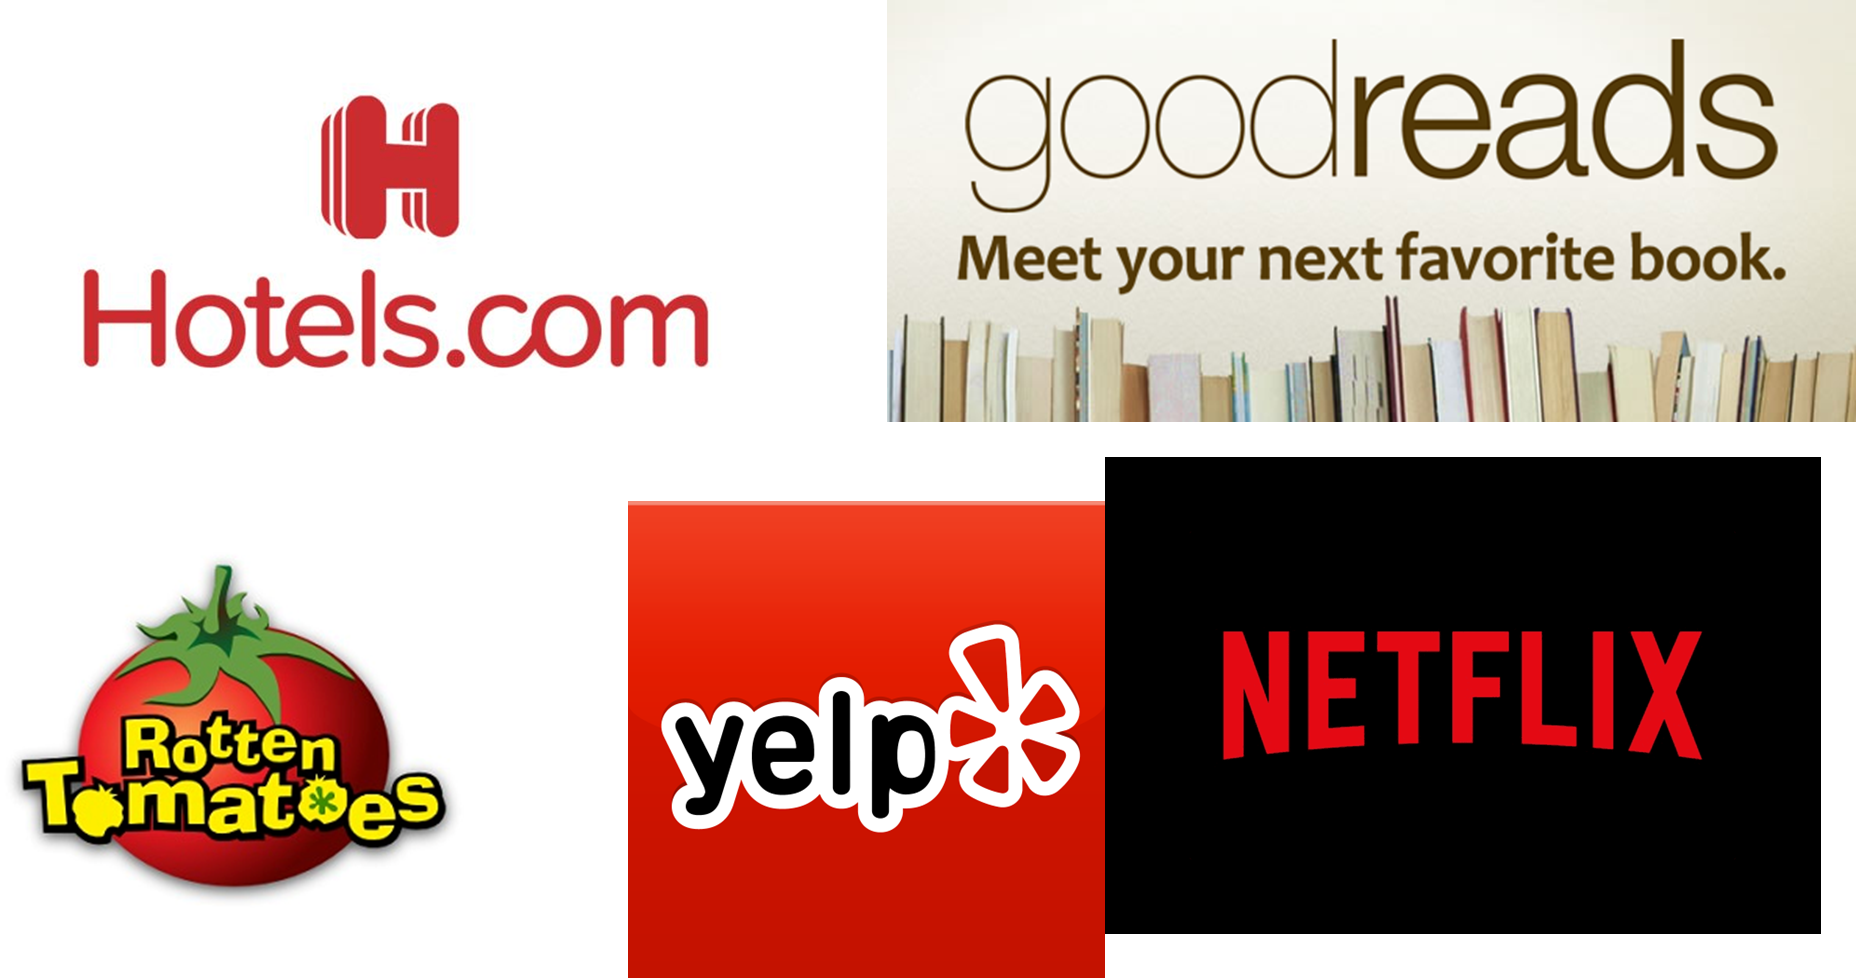 H
Hotels.com
goodreads
Meet your next favorite book.
Rotten
Tomatoes
yelp
NETFLIX